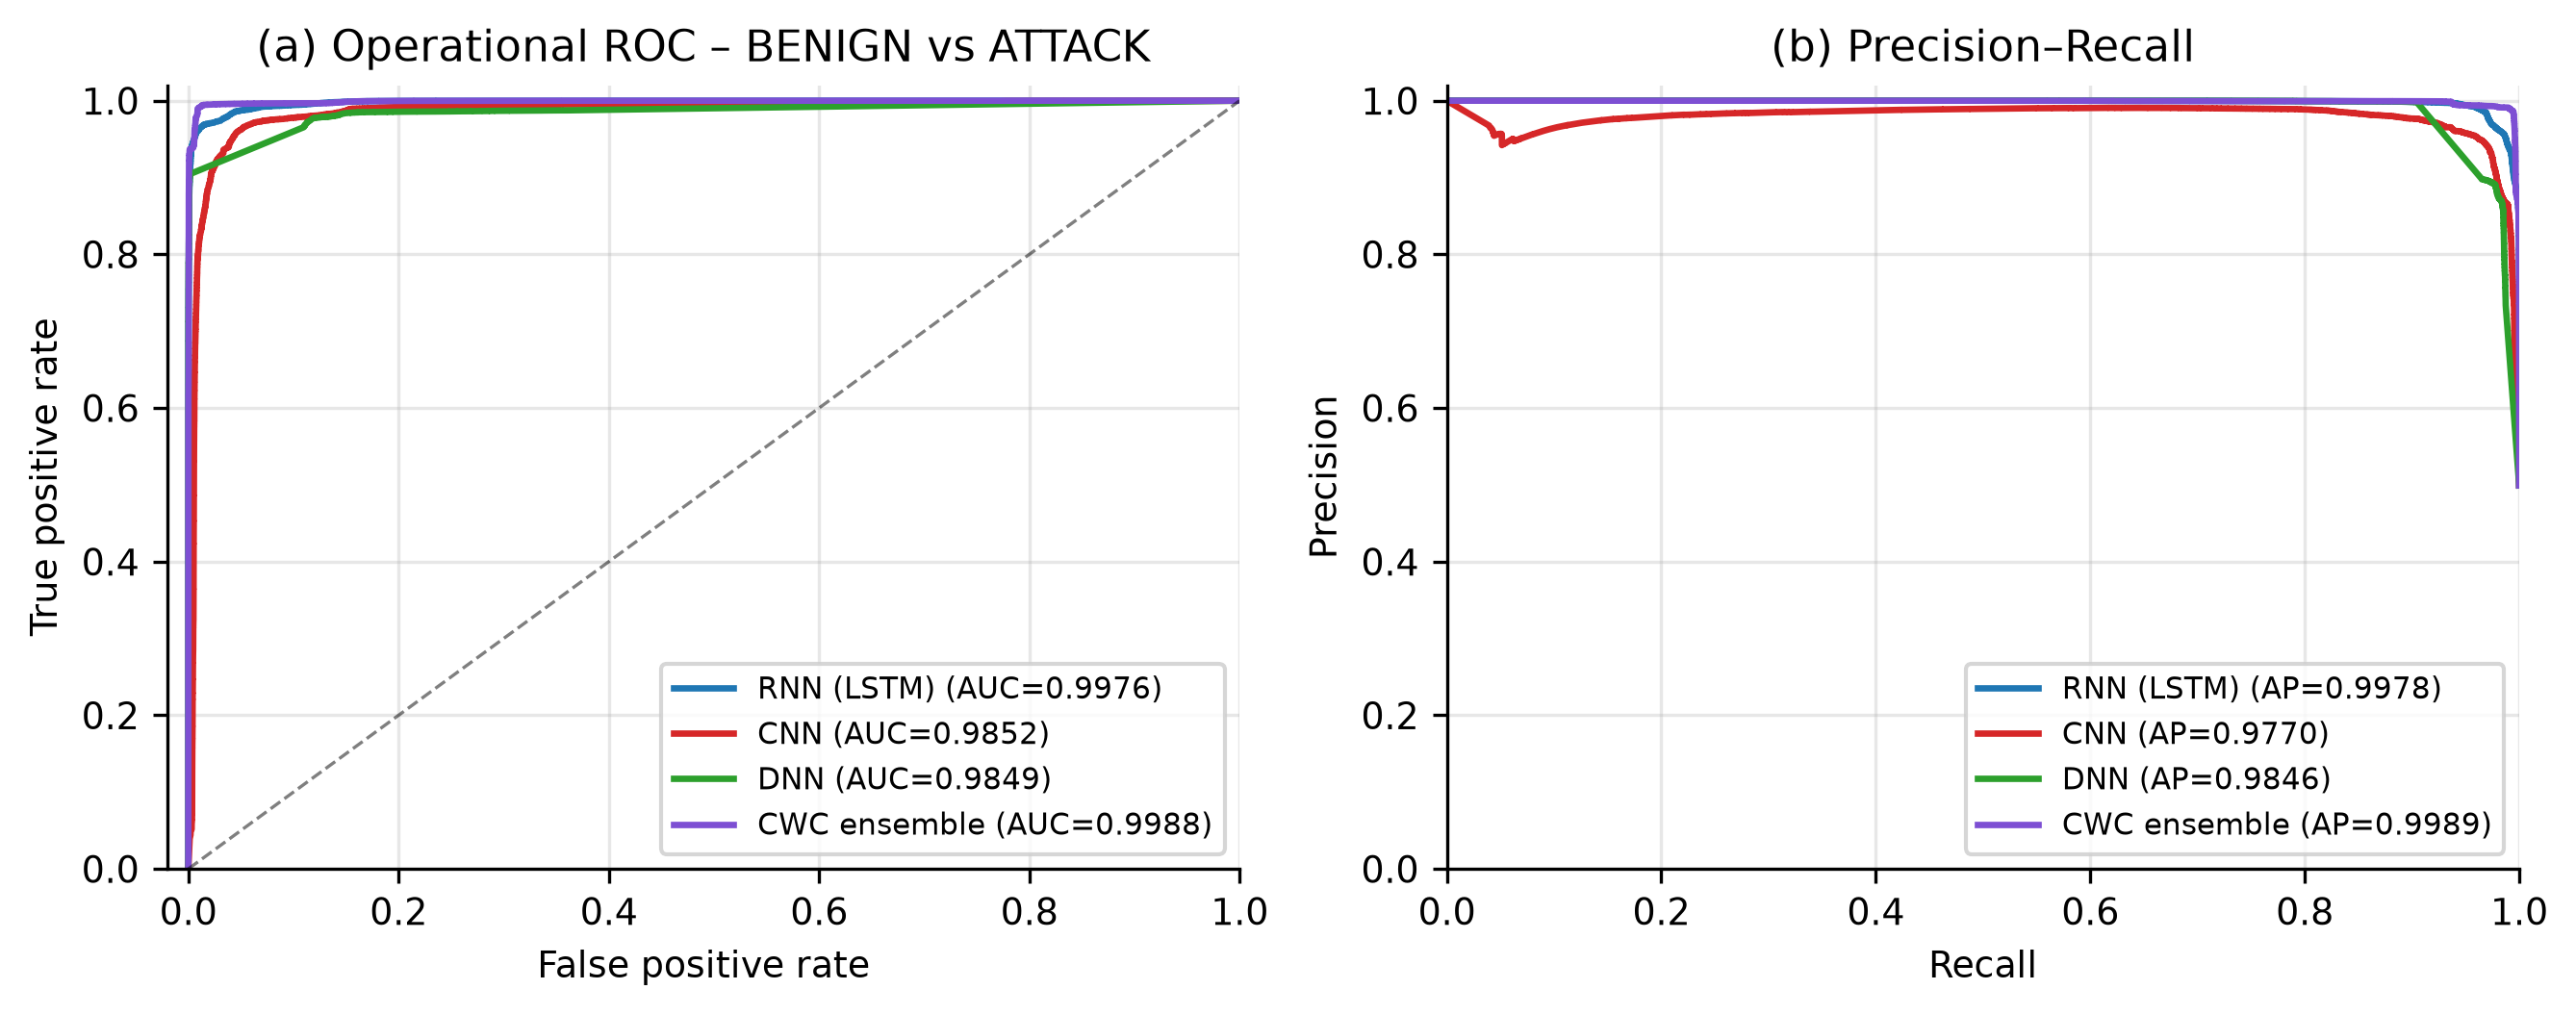 (a) Operational ROC – BENIGN vs ATTACK
1.0
0.8
0.6
0.4
0.2
0.0
True positive rate
0.0 0.2 0.4 0.6 0.8 1.0
False positive rate
RNN (LSTM) (AUC=0.9976)
CNN (AUC=0.9852)
DNN (AUC=0.9849)
CWC ensemble (AUC=0.9988)
(b) Precision–Recall
1.0
0.8
0.6
0.4
0.2
0.0
Precision
0.0 0.2 0.4 0.6 0.8 1.0
Recall
RNN (LSTM) (AP=0.9978)
CNN (AP=0.9770)
DNN (AP=0.9846)
CWC ensemble (AP=0.9989)